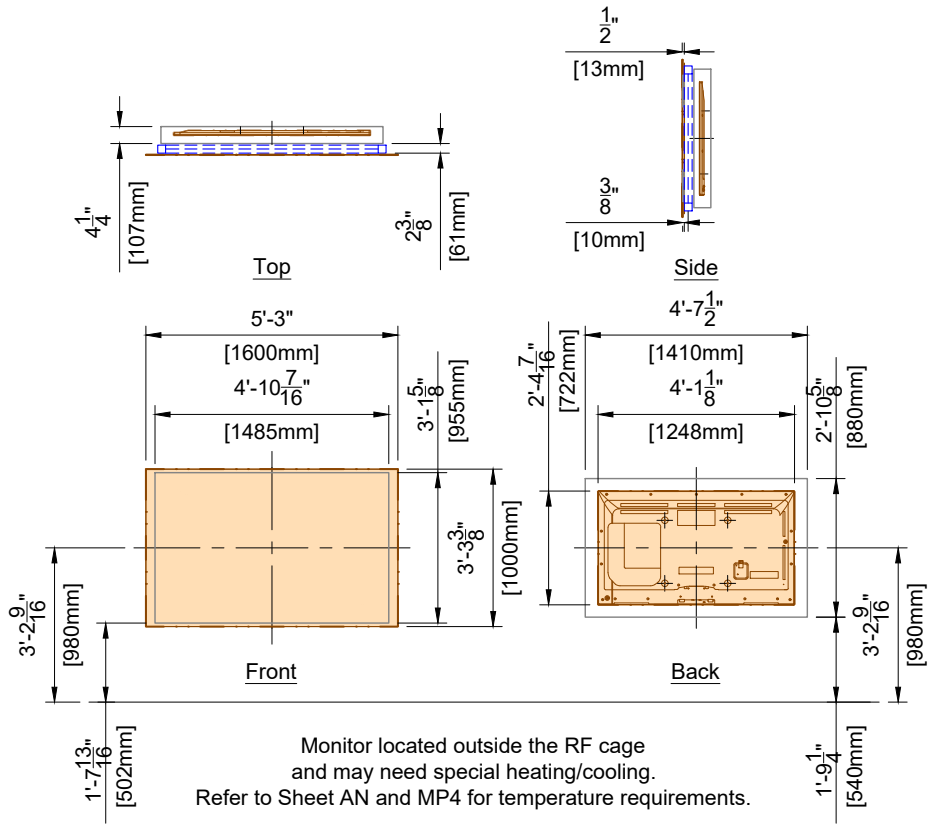 1/2"
[13mm]
4 1/4"
[107mm]
2 3/8"
[61mm]
3/8"
[10mm]
Top
Side
5'-3"
[1600mm]
4'-10 7/16"
[1485mm]
3'-1 5/8"
[955mm]
3'-3 3/8"
[1000mm]
3'-2 9/16"
[980mm]
1'-7 13/16"
[502mm]
Front
4'-7 1/2"
[1410mm]
4'-1 1/8"
[1248mm]
2'-4 7/16"
[722mm]
2'-10 5/8"
[880mm]
3'-2 9/16"
[980mm]
1'-9 1/4"
[540mm]
Back
Monitor located outside the RF cage
and may need special heating/cooling.
Refer to Sheet AN and MP4 for temperature requirements.